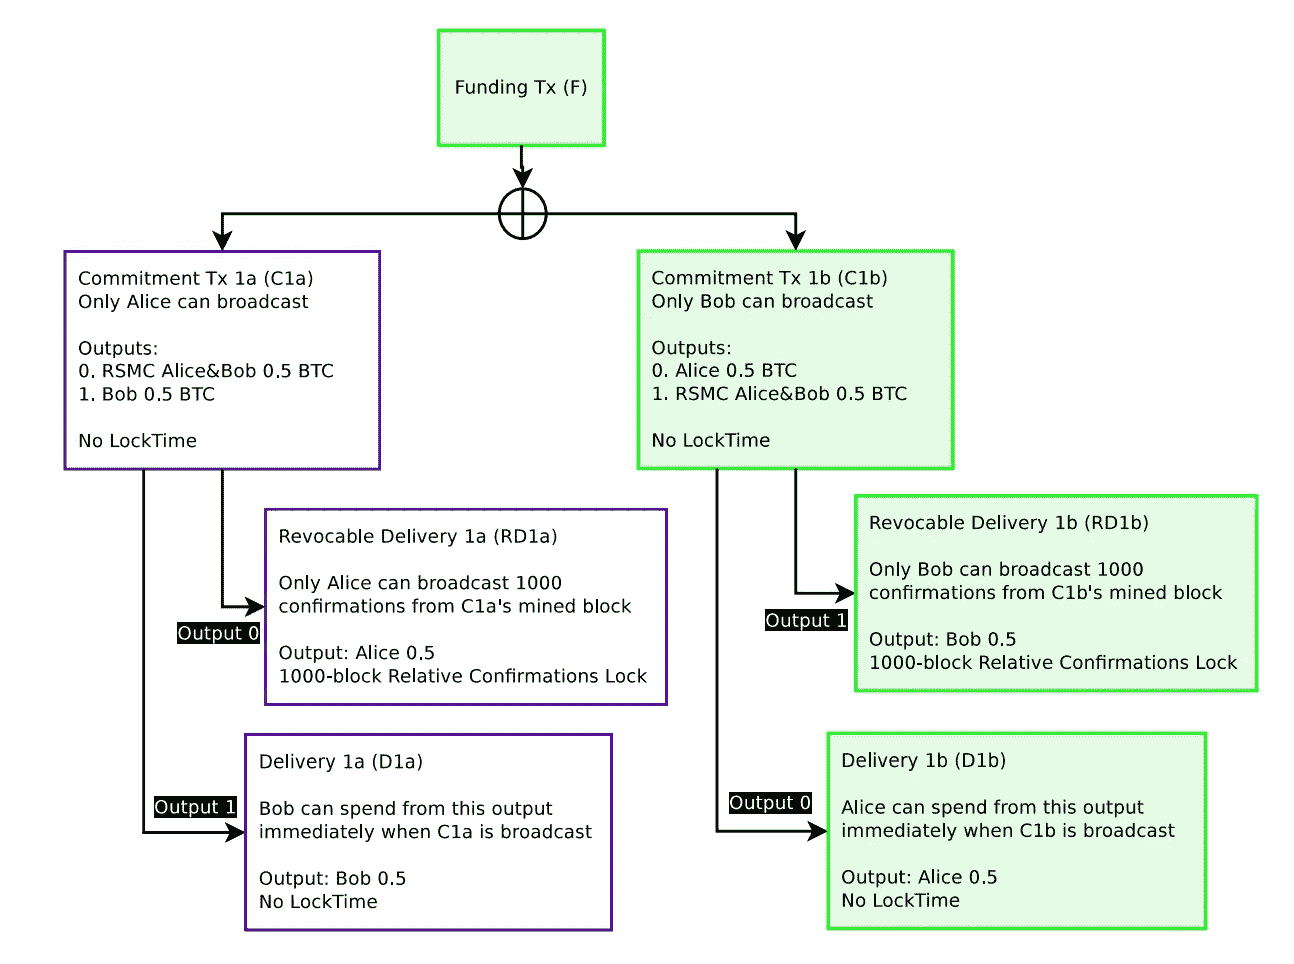 Funding Tx (F)
Commitment Tx 1a (C1a)
Only Alice can broadcast
Outputs:
0. RSMC Alice&Bob 0.5 BTC
1. Bob 0.5 BTC
No LockTime
Commitment Tx 1b (C1b)
Only Bob can broadcast
Outputs:
0. Alice 0.5 BTC
1. RSMC Alice&Bob 0.5 BTC
No LockTime
Revocable Delivery 1a (RD1a)
Only Alice can broadcast 1000
confirmations from C1a's mined block
Output: Alice 0.5
1000-block Relative Confirmations Lock
Output 0
Revocable Delivery 1b (RD1b)
Only Bob can broadcast 1000
confirmations from C1b's mined block
Output: Bob 0.5
1000-block Relative Confirmations Lock
Output 1
Delivery 1a (D1a)
Bob can spend from this output
immediately when C1a is broadcast
Output: Bob 0.5
No LockTime
Output 1
Delivery 1b (D1b)
Alice can spend from this output
immediately when C1b is broadcast
Output: Alice 0.5
No LockTime
Output 0